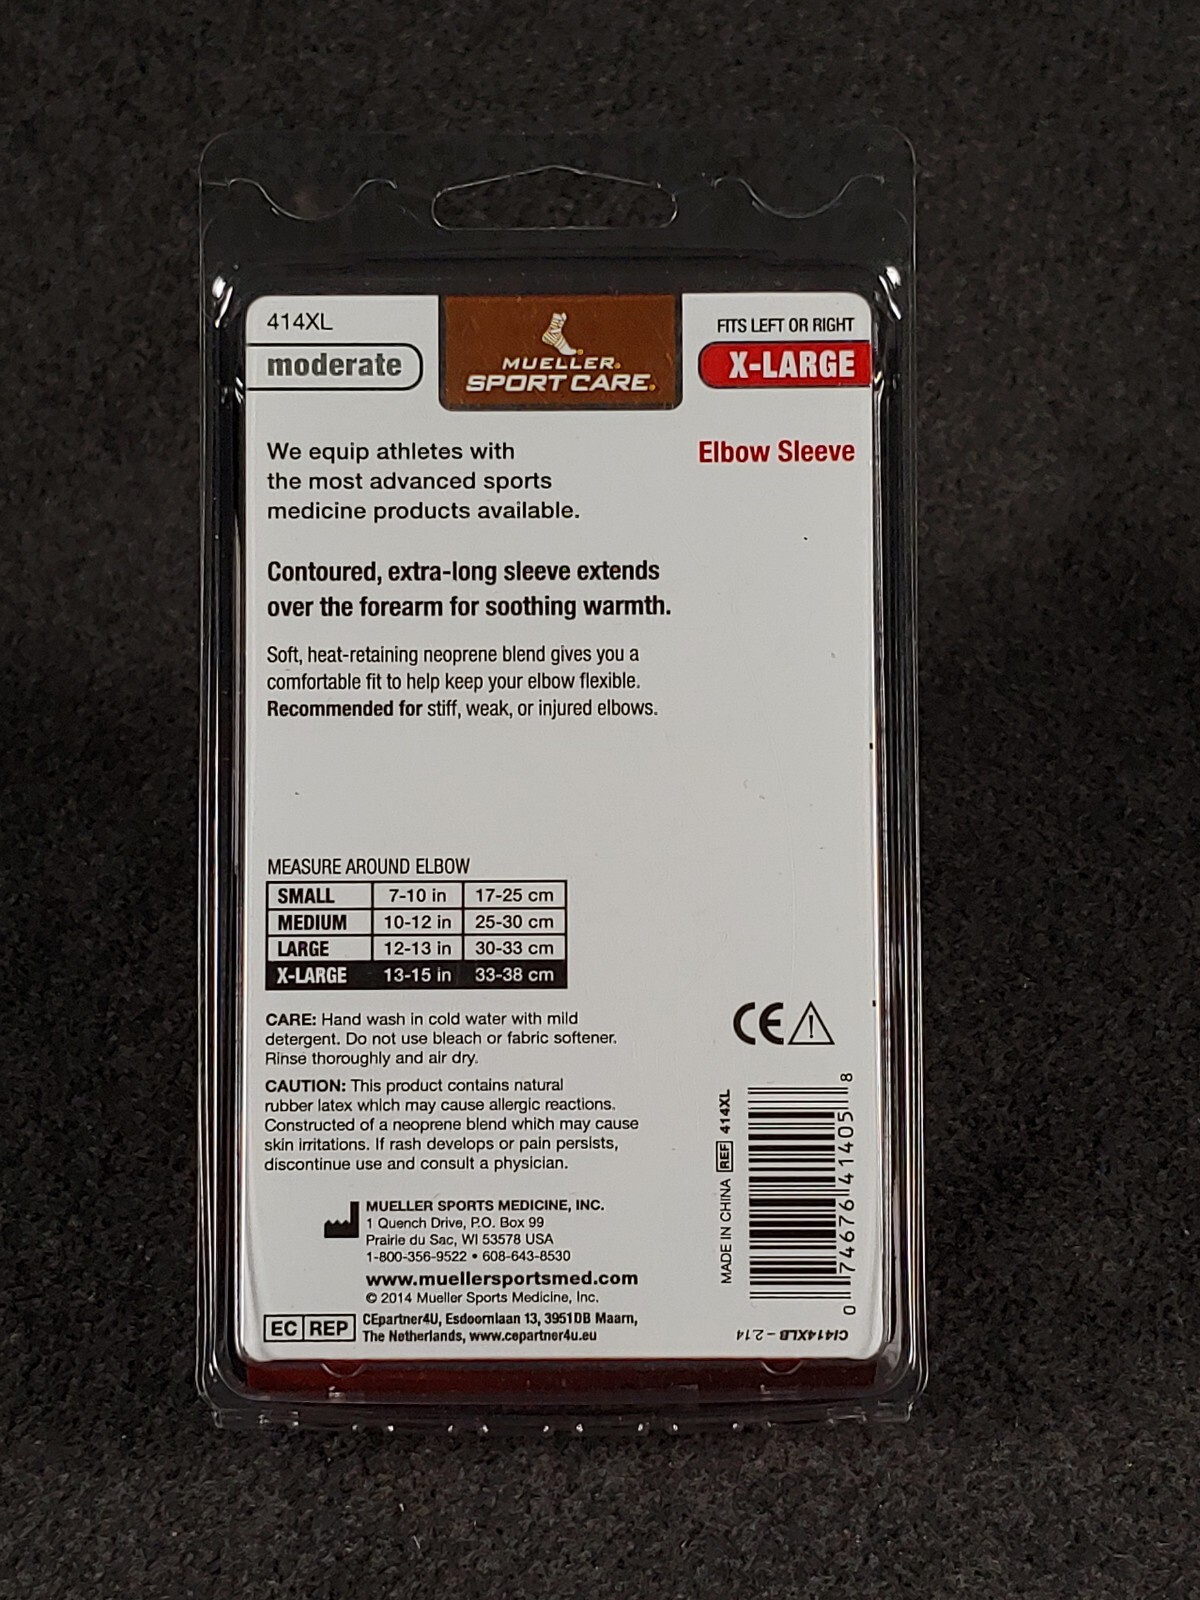 414XL
moderate
MUELLER®
SPORT CARE®
FITS LEFT OR RIGHT
X-LARGE
We equip athletes with
the most advanced sports
medicine products available.
Elbow Sleeve
Contoured, extra-long sleeve extends
over the forearm for soothing warmth.
Soft, heat-retaining neoprene blend gives you a
comfortable fit to help keep your elbow flexible.
Recommended for stiff, weak, or injured elbows.
MEASURE AROUND ELBOW
SMALL 7-10 in 17-25 cm
MEDIUM 10-12 in 25-30 cm
LARGE 12-13 in 30-33 cm
X-LARGE 13-15 in 33-38 cm
CARE: Hand wash in cold water with mild
detergent. Do not use bleach or fabric softener.
Rinse thoroughly and air dry.
CAUTION: This product contains natural
rubber latex which may cause allergic reactions.
Constructed of a neoprene blend which may cause
skin irritations. If rash develops or pain persists,
discontinue use and consult a physician.
CE
MADE IN CHINA REF 414XL
0 74676 41405 8
MUELLER SPORTS MEDICINE, INC.
1 Quench Drive, P.O. Box 99
Prairie du Sac, WI 53578 USA
1-800-356-9522 • 608-643-8530
www.muellersportsmed.com
© 2014 Mueller Sports Medicine, Inc.
EC REP
CEpartner4U, Esdoornlaan 13, 3951DB Maarn,
The Netherlands, www.cepartner4u.eu
CI414XLB – 2.14